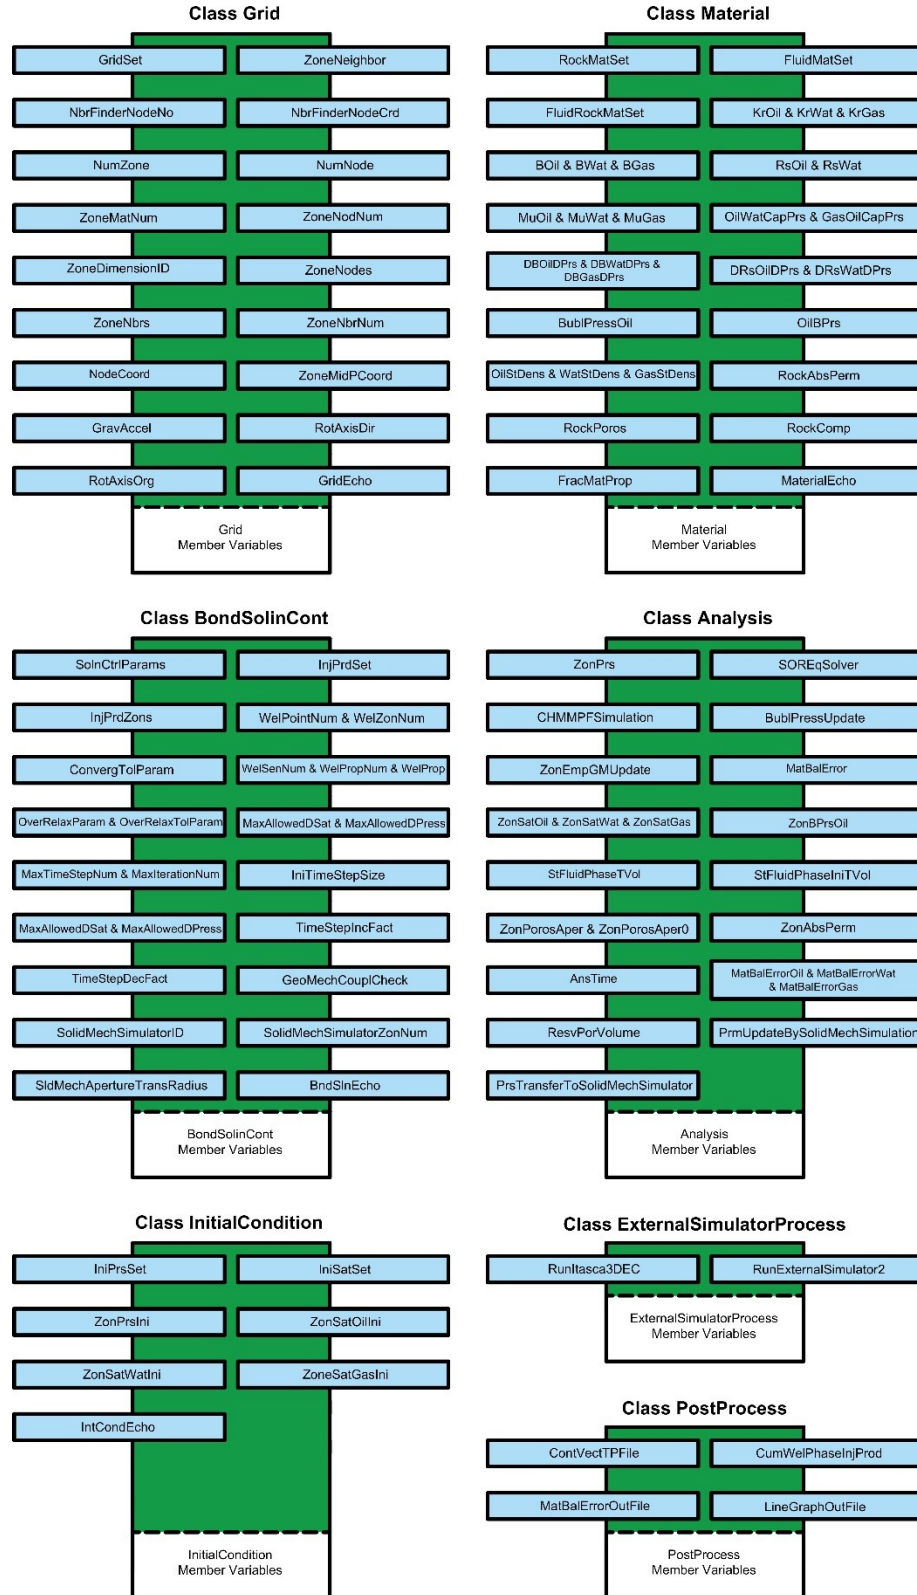 Class Grid
GridSet
ZoneNeighbor
NbrFinderNodeNo
NbrFinderNodeCrd
NumZone
NumNode
ZoneMatNum
ZoneNodNum
ZoneDimensionID
ZoneNodes
ZoneNbrs
ZoneNbrNum
NodeCoord
ZoneMidPCoord
GravAccel
RotAxisDir
RotAxisOrg
GridEcho
Grid
Member Variables
Class Material
RockMatSet
FluidMatSet
FluidRockMatSet
KrOil & KrWat & KrGas
BOil & BWat & BGas
RsOil & RsWat
MuOil & MuWat & MuGas
OilWatCapPrs & GasOilCapPrs
DBOilDPrs & DBWatDPrs &
DBGasDPrs
DRsOilDPrs & DRsWatDPrs
BublPressOil
OilBPrs
OilStDens & WatStDens & GasStDens
RockAbsPerm
RockPoros
RockComp
FracMatProp
MaterialEcho
Material
Member Variables
Class BondSolinCont
SolnCtrlParams
InjPrdSet
InjPrdZons
WelPointNum & WelZonNum
ConvergTolParam
WelSenNum & WelPropNum & WelProp
OverRelaxParam & OverRelaxTolParam
MaxAllowedDSat & MaxAllowedDPress
MaxTimeStepNum & MaxIterationNum
IniTimeStepSize
MaxAllowedDSat & MaxAllowedDPress
TimeStepIncFact
TimeStepDecFact
GeoMechCouplCheck
SolidMechSimulatorID
SolidMechSimulatorZonNum
SldMechApertureTransRadius
BndSlnEcho
BondSolinCont
Member Variables
Class Analysis
ZonPrs
SOREqSolver
CHMMPFSimulation
BublPressUpdate
ZonEmpGMUpdate
MatBalError
ZonSatOil & ZonSatWat & ZonSatGas
ZonBPrsOil
StFluidPhaseTVol
StFluidPhaseIniTVol
ZonPorosAper & ZonPorosAper0
ZonAbsPerm
AnsTime
MatBalErrorOil & MatBalErrorWat
& MatBalErrorGas
ResvPorVolume
PrmUpdateBySolidMechSimulation
PrsTransferToSolidMechSimulator
Analysis
Member Variables
Class InitialCondition
IniPrsSet
IniSatSet
ZonPrsIni
ZonSatOilIni
ZonSatWatIni
ZoneSatGasIni
IntCondEcho
InitialCondition
Member Variables
Class ExternalSimulatorProcess
RunItasca3DEC
RunExternalSimulator2
ExternalSimulatorProcess
Member Variables
Class PostProcess
ContVectTPFile
CumWelPhaseInjProd
MatBalErrorOutFile
LineGraphOutFile
PostProcess
Member Variables